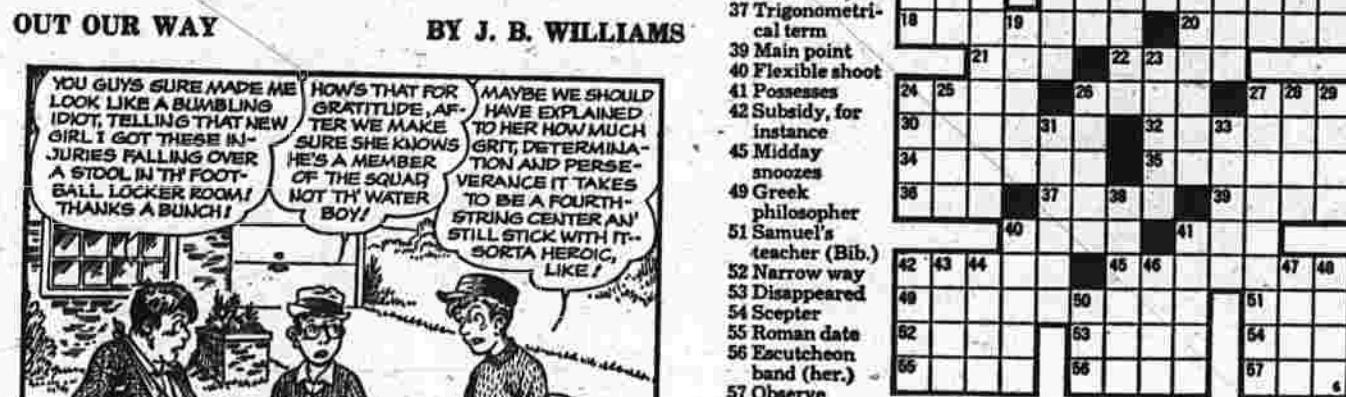 OUT OUR WAY
BY J. B. WILLIAMS
YOU GUYS SURE MADE ME
LOOK LIKE A BUMBLING
IDIOT, TELLING THAT NEW
GIRL I GOT THESE IN-
JURIES FALLING OVER
A STOOL IN TH' FOOT-
BALL LOCKER ROOM!
THANKS A BUNCH!
HOW'S THAT FOR
GRATITUDE, AF-
TER WE MAKE
SURE SHE KNOWS
HE'S A MEMBER
OF THE SQUAD
NOT TH' WATER
BOY!
MAYBE WE SHOULD
HAVE EXPLAINED
TO HER HOW MUCH
GRIT, DETERMINA-
TION AND PERSE-
VERANCE IT TAKES
TO BE A FOURTH-
STRING CENTER AN'
STILL STICK WITH IT--
SORTA HEROIC,
LIKE!
37 Trigonometri-
cal term
39 Main point
40 Flexible shoot
41 Possesses
42 Subsidy, for
instance
45 Midday
snoozes
49 Greek
philosopher
51 Samuel's
teacher (Bib.)
52 Narrow way
53 Disappeared
54 Scepter
55 Roman date
56 Escutcheon
band (her.)
57 Observe
18 19 20
21 22 23
24 25 26 27 28 29
30 31 32 33
34 35
36 37 38 39
40 41
42 43 44 45 46 47 48
49 50 51
52 53 54
55 56 57
6